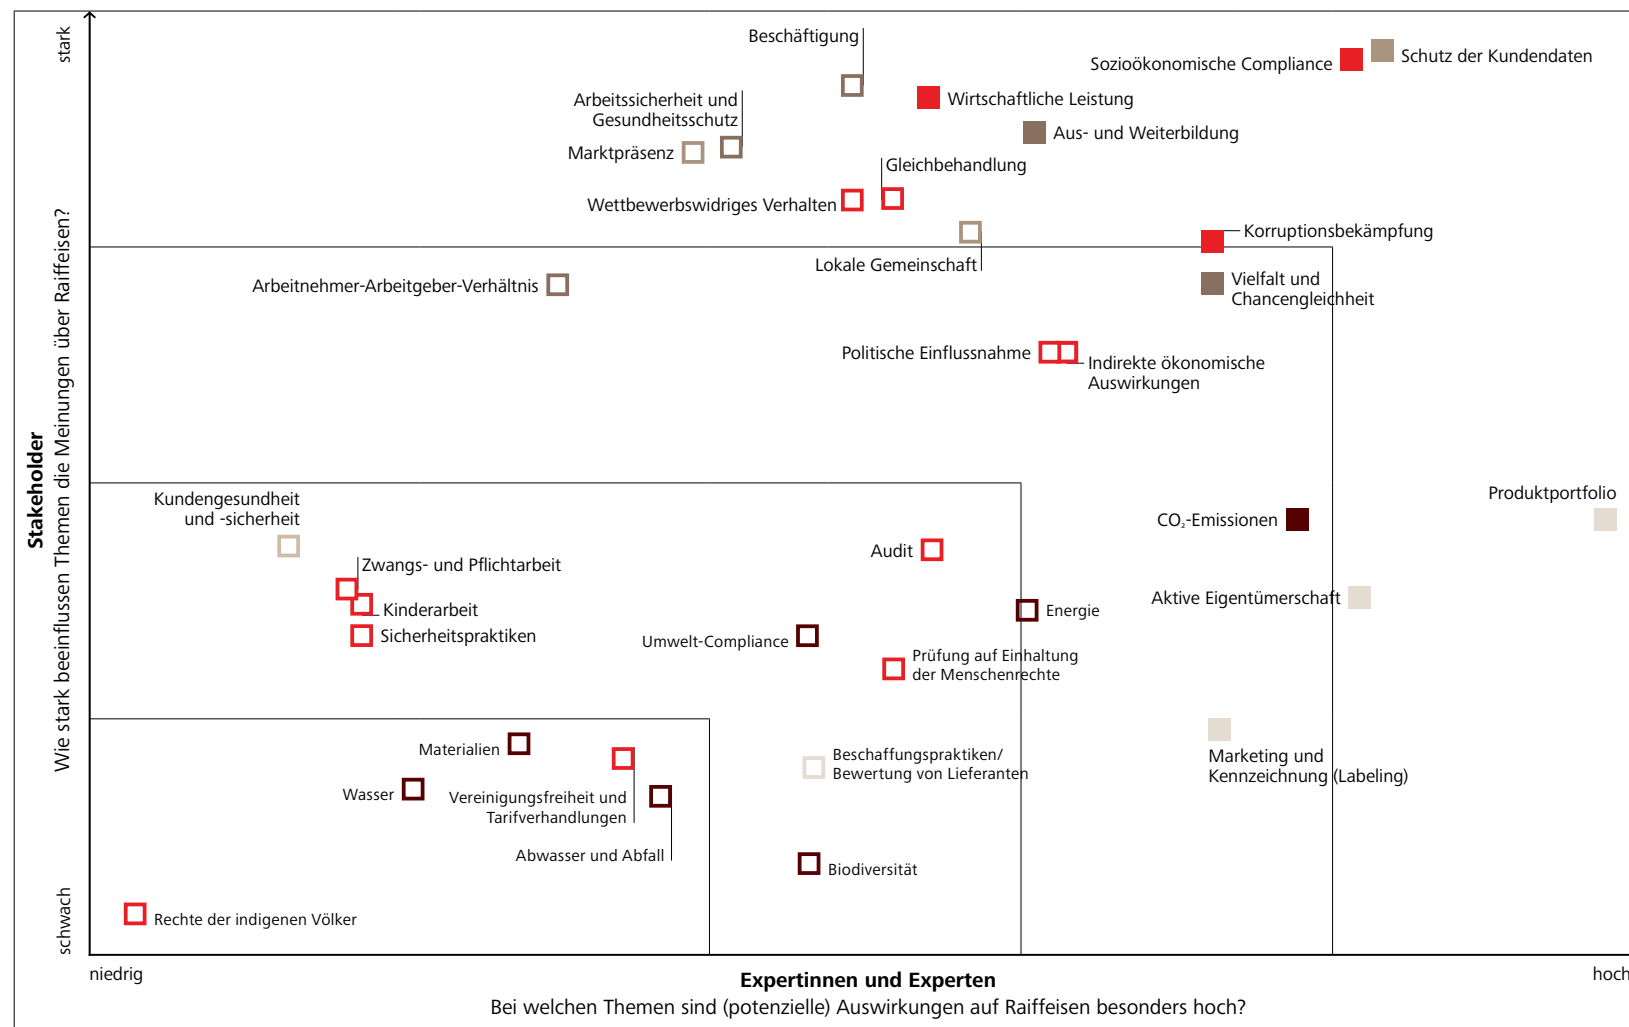 stark
Beschäftigung
Sozioökonomische Compliance
Schutz der Kundendaten
Arbeitssicherheit und
Gesundheitsschutz
Wirtschaftliche Leistung
Aus- und Weiterbildung
Marktpräsenz
Gleichbehandlung
Wettbewerbswidriges Verhalten
Korruptionsbekämpfung
Lokale Gemeinschaft
Arbeitnehmer-Arbeitgeber-Verhältnis
Vielfalt und
Chancengleichheit
Politische Einflussnahme
Indirekte ökonomische
Auswirkungen
Stakeholder
Wie stark beeinflussen Themen die Meinungen über Raiffeisen?
Kundengesundheit
und -sicherheit
Produktportfolio
CO₂-Emissionen
Audit
Zwangs- und Pflichtarbeit
Kinderarbeit
Sicherheitspraktiken
Aktive Eigentümerschaft
Energie
Umwelt-Compliance
Prüfung auf Einhaltung
der Menschenrechte
Materialien
Wasser
Vereinigungsfreiheit und
Tarifverhandlungen
Abwasser und Abfall
Beschaffungspraktiken/
Bewertung von Lieferanten
Marketing und
Kennzeichnung (Labeling)
Biodiversität
Rechte der indigenen Völker
schwach
niedrig
Expertinnen und Experten
hoch
Bei welchen Themen sind (potenzielle) Auswirkungen auf Raiffeisen besonders hoch?